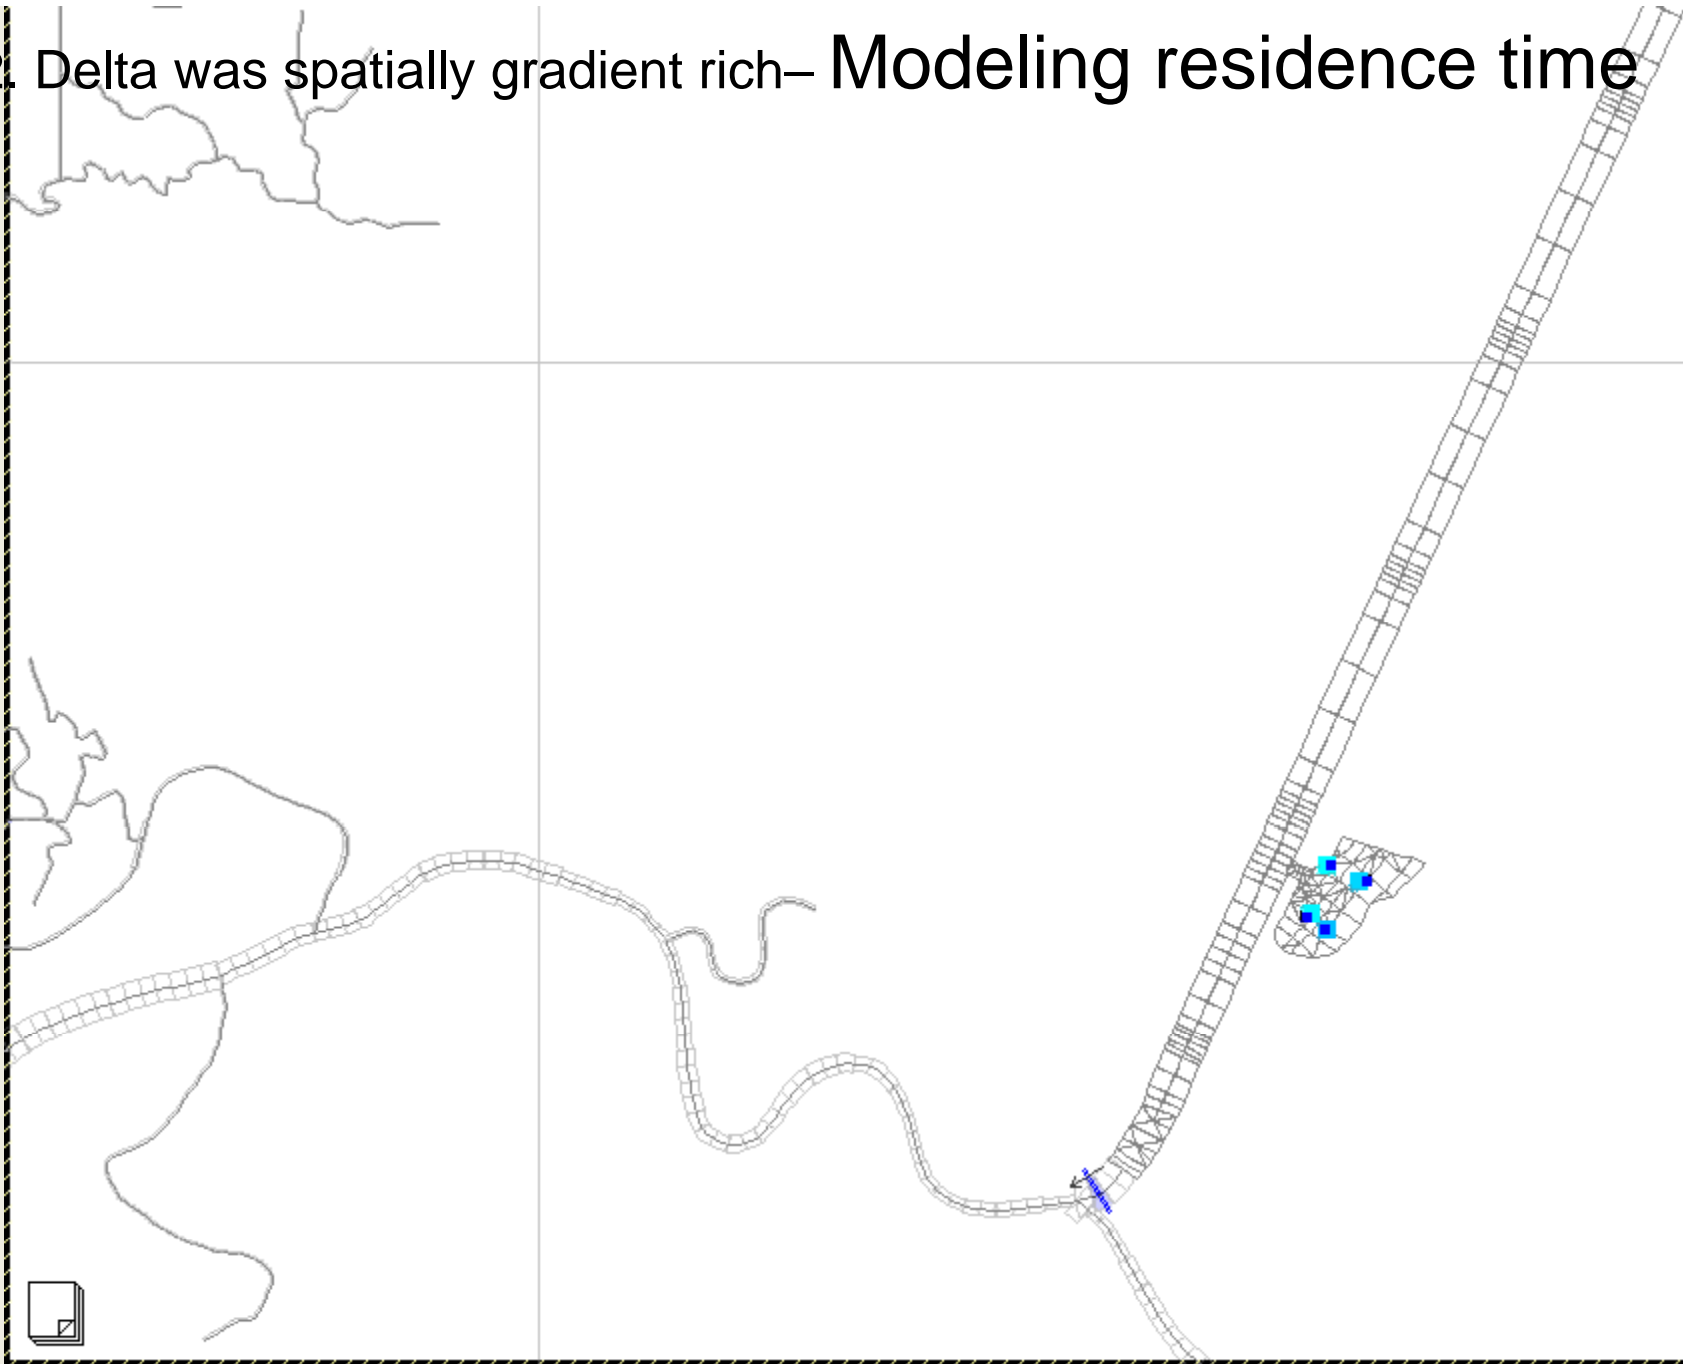 . Delta was spatially gradient rich– Modeling residence time